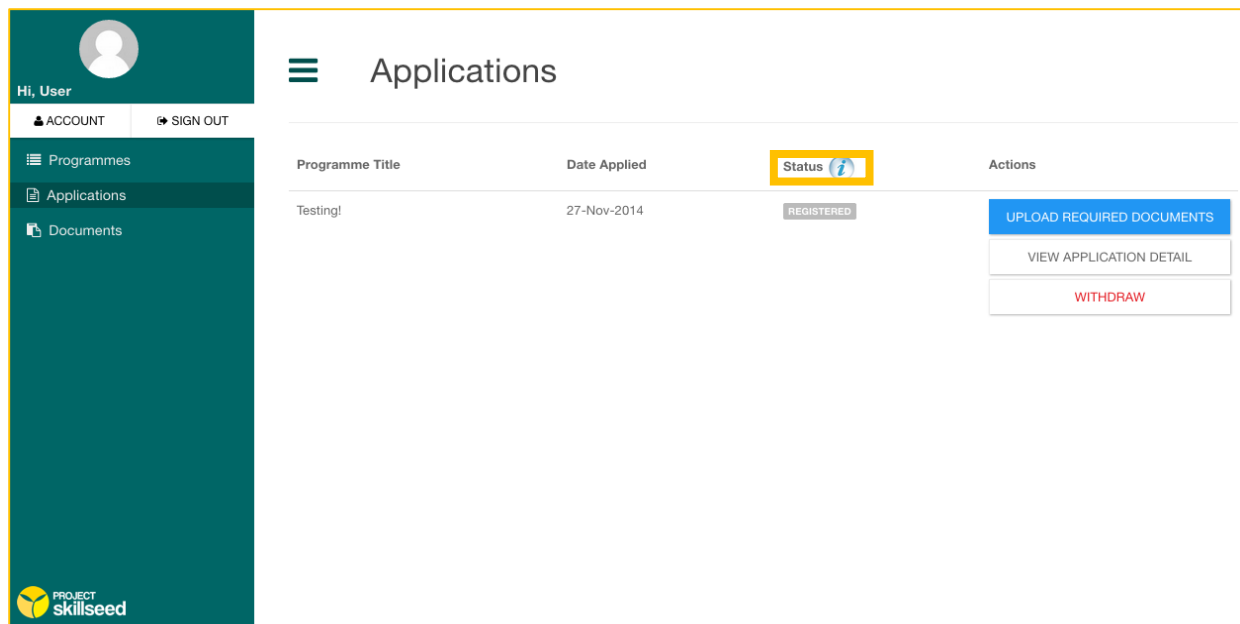 Hi, User
ACCOUNT
SIGN OUT
Programmes
Applications
Documents
PROJECT
skillseed
Applications
Programme Title Date Applied Status i Actions
Testing! 27-Nov-2014 REGISTERED UPLOAD REQUIRED DOCUMENTS
VIEW APPLICATION DETAIL
WITHDRAW